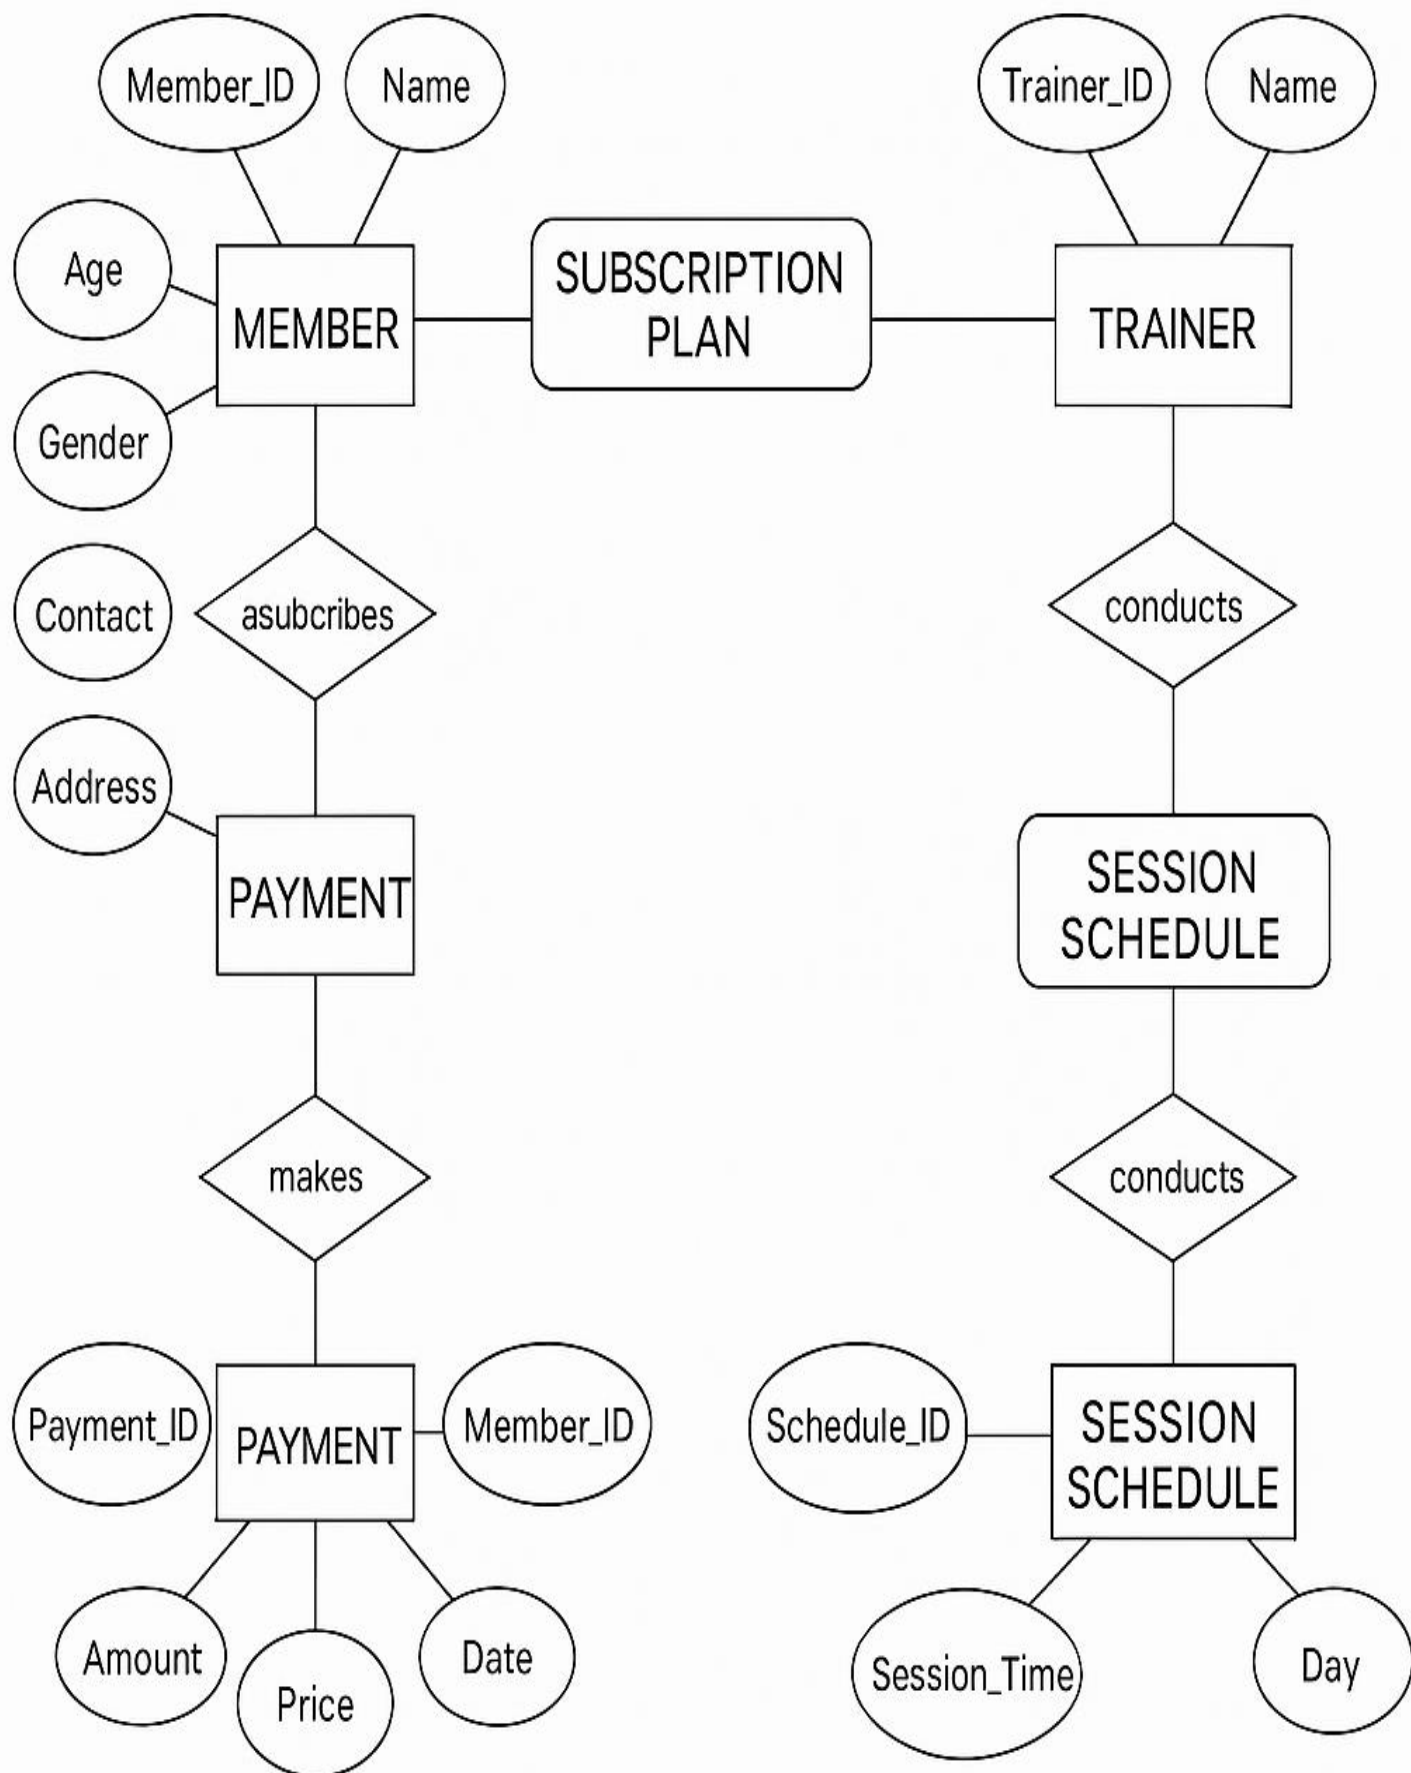 Member_ID
Name
Trainer_ID
Name
Age
MEMBER
SUBSCRIPTION
PLAN
TRAINER
Gender
Contact
asubcribes
conducts
Address
PAYMENT
SESSION
SCHEDULE
makes
conducts
Payment_ID
PAYMENT
Member_ID
Schedule_ID
SESSION
SCHEDULE
Amount
Price
Date
Session_Time
Day